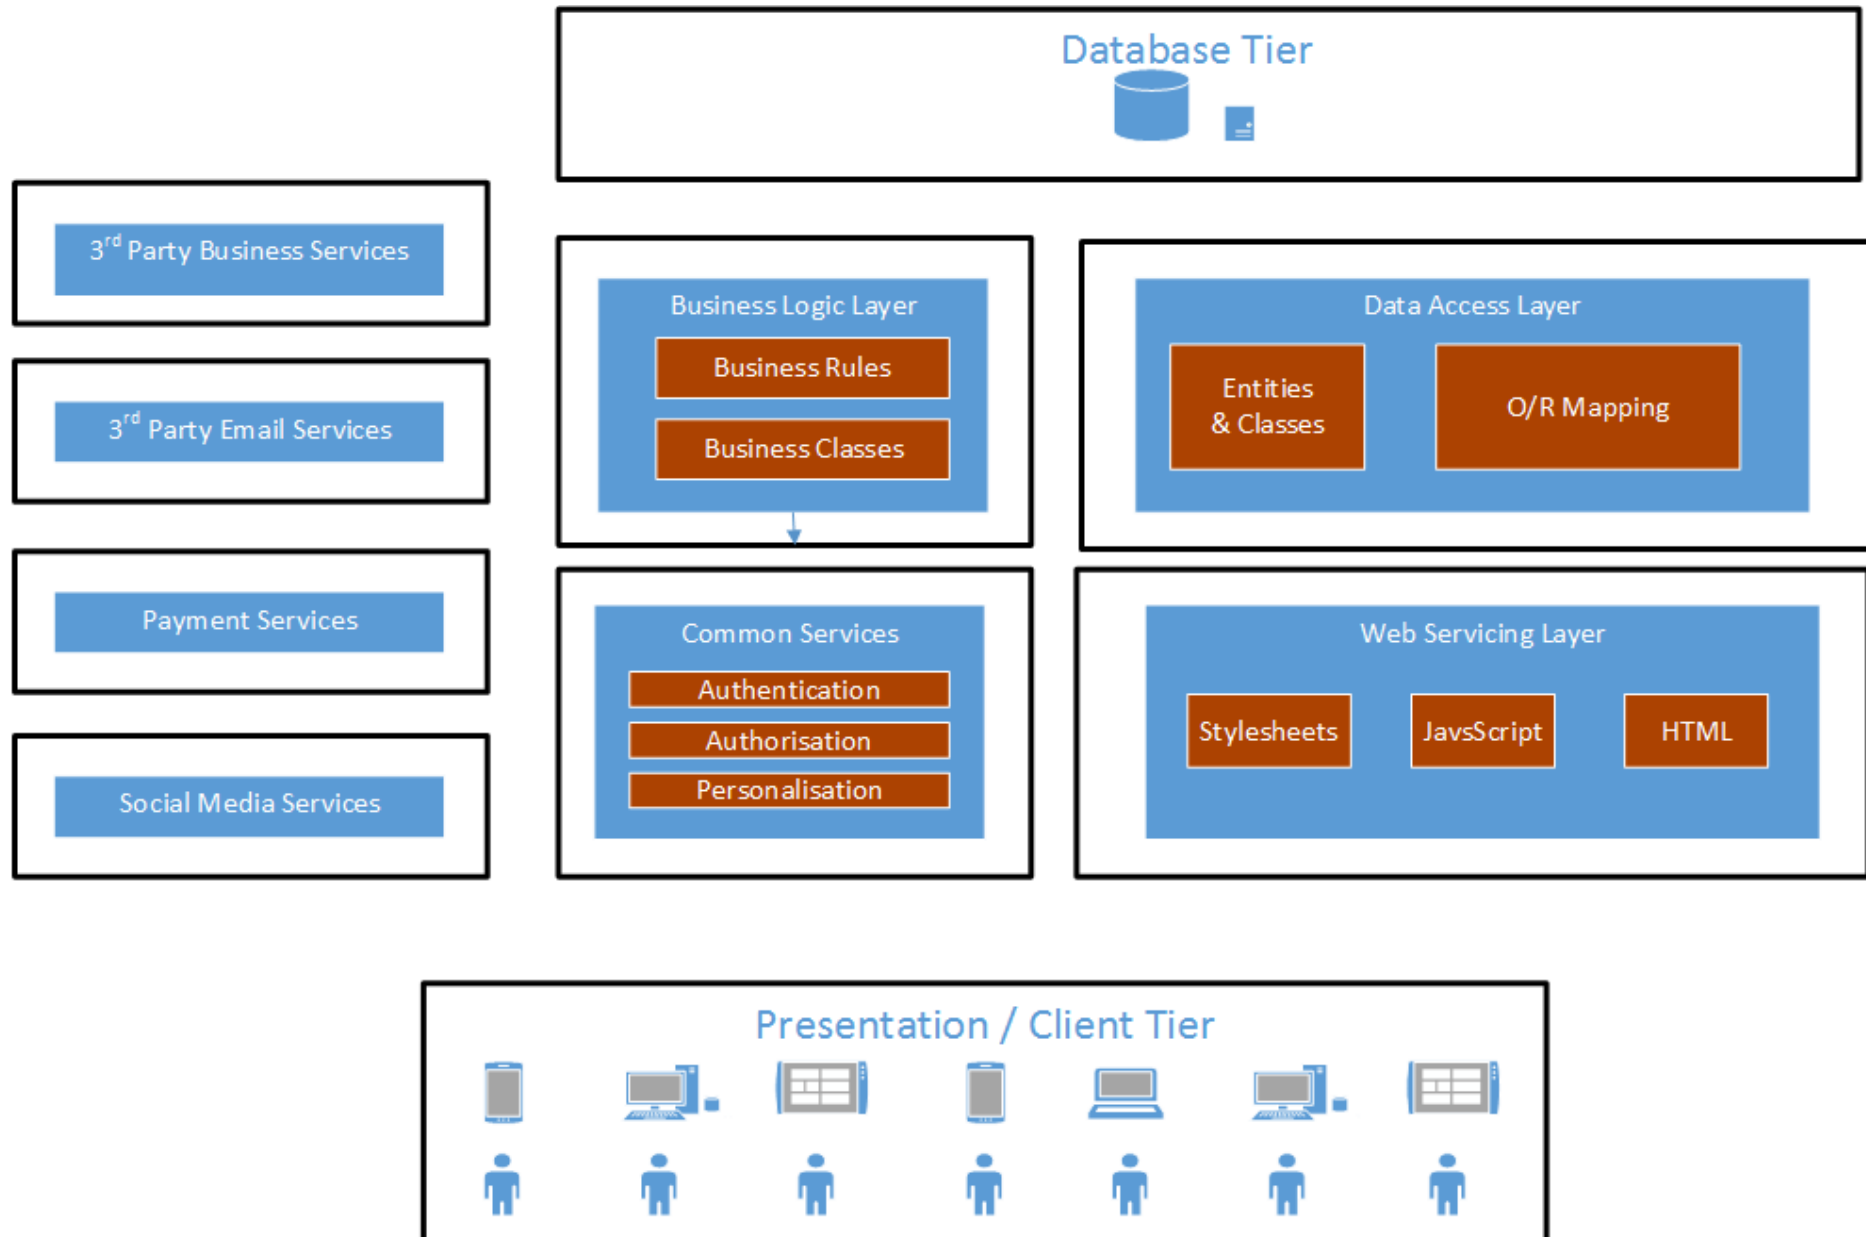 Database Tier
3rd Party Business Services
3rd Party Email Services
Payment Services
Social Media Services
Business Logic Layer
Business Rules
Business Classes
Data Access Layer
Entities
& Classes
O/R Mapping
Common Services
Authentication
Authorisation
Personalisation
Web Servicing Layer
Stylesheets
JavsScript
HTML
Presentation / Client Tier